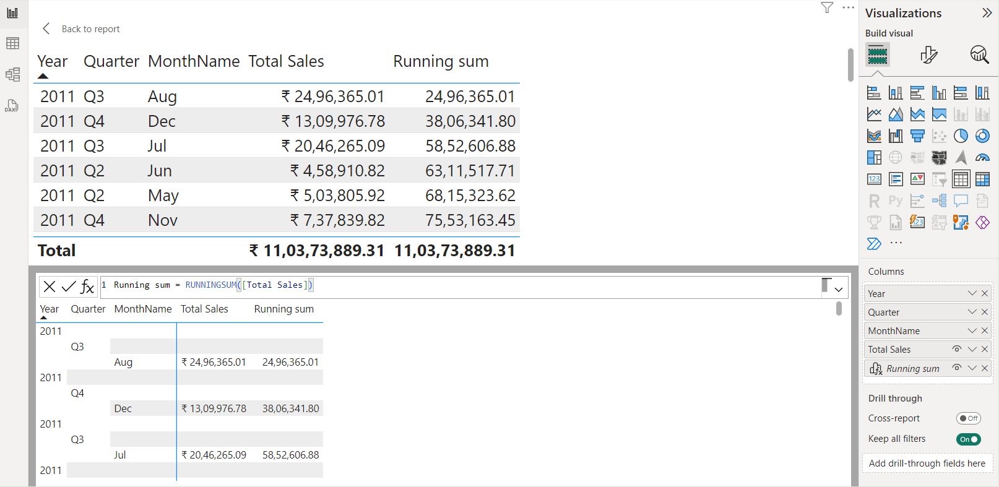 Back to report
Year Quarter MonthName Total Sales Running sum
2011 Q3 Aug ₹ 24,96,365.01 24,96,365.01
2011 Q4 Dec ₹ 13,09,976.78 38,06,341.80
2011 Q3 Jul ₹ 20,46,265.09 58,52,606.88
2011 Q2 Jun ₹ 4,58,910.82 63,11,517.71
2011 Q2 May ₹ 5,03,805.92 68,15,323.62
2011 Q4 Nov ₹ 7,37,839.82 75,53,163.45
Total ₹ 11,03,73,889.31 11,03,73,889.31
fx 1 Running sum = RUNNINGSUM([Total Sales])
Year Quarter MonthName Total Sales Running sum
2011
Q3
Aug ₹ 24,96,365.01 24,96,365.01
2011
Q4
Dec ₹ 13,09,976.78 38,06,341.80
2011
Q3
Jul ₹ 20,46,265.09 58,52,606.88
2011
DAX
Visualizations
Build visual
123
R Py
123
Columns
Year
Quarter
MonthName
Total Sales
fx Running sum
Drill through
Cross-report Off
Keep all filters On
Add drill-through fields here